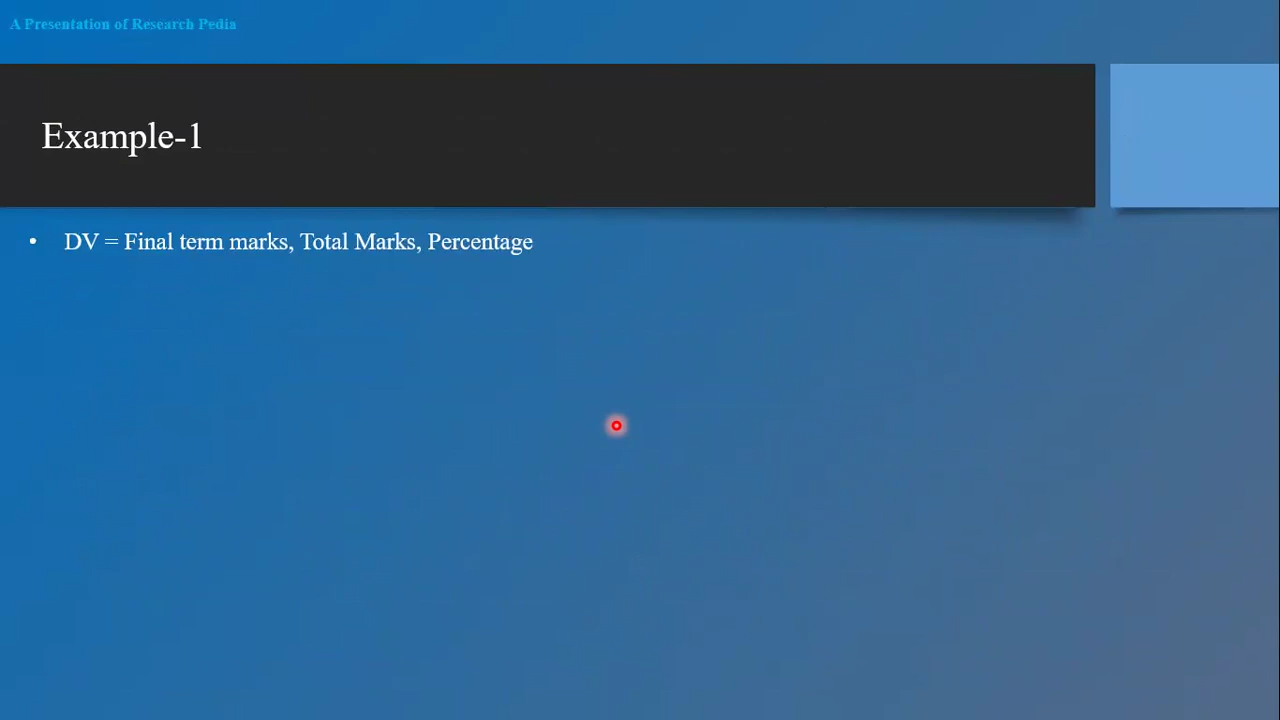 A Presentation of Research Pedia
Example-1
• DV = Final term marks, Total Marks, Percentage